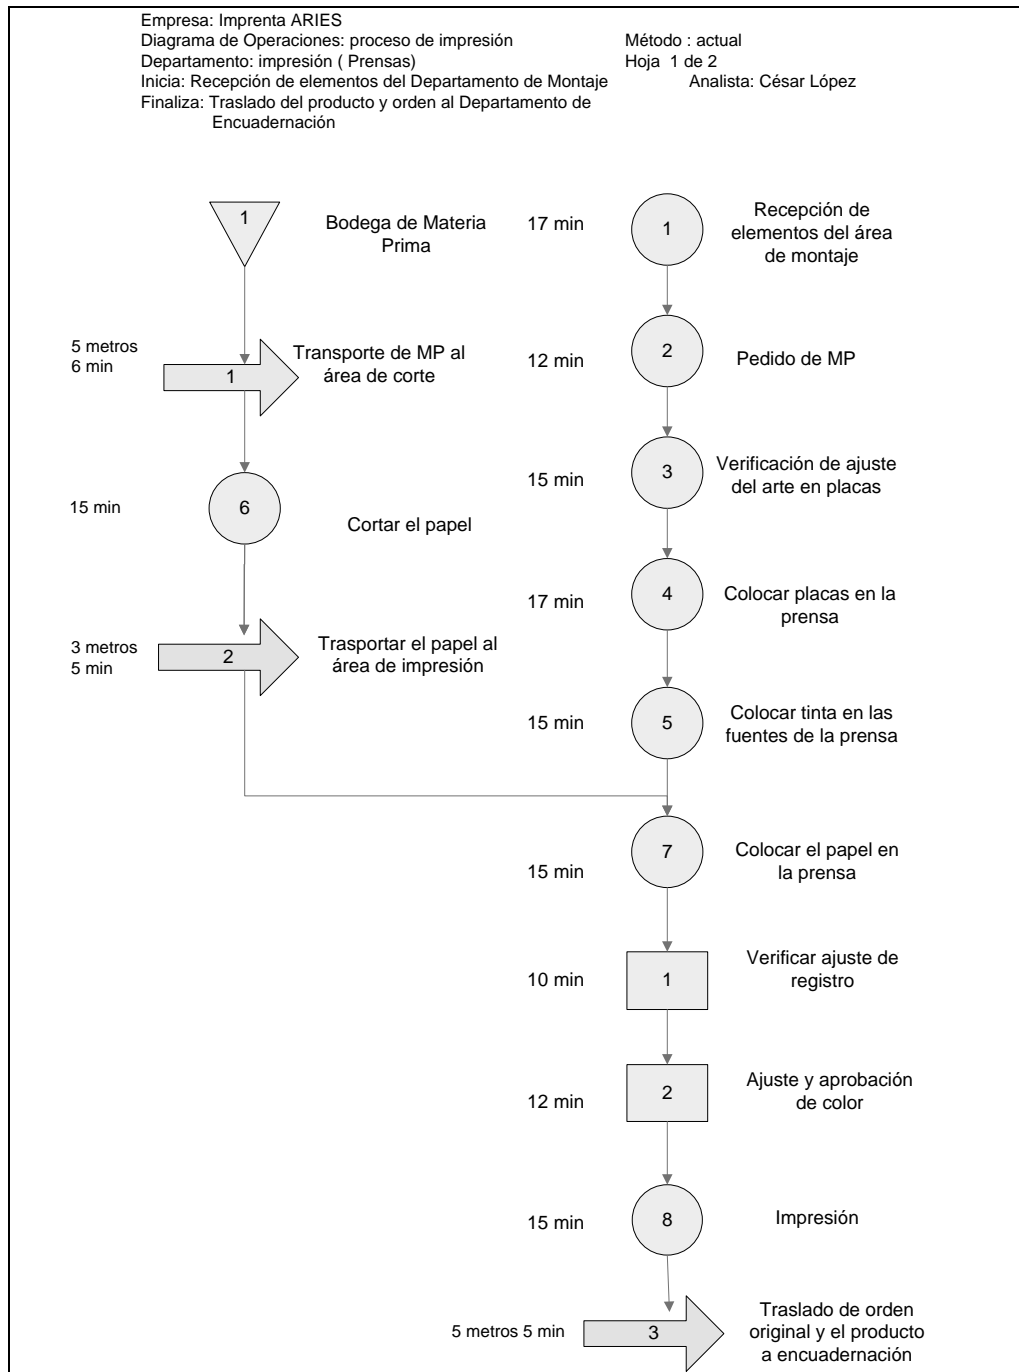 Empresa: Imprenta ARIES
Diagrama de Operaciones: proceso de impresión
Método : actual
Departamento: impresión ( Prensas)
Hoja  1 de 2
Inicia: Recepción de elementos del Departamento de Montaje
Analista: César López
Finaliza: Traslado del producto y orden al Departamento de
Encuadernación
1
Bodega de Materia
Prima
5 metros
6 min
1
Transporte de MP al
área de corte
15 min
6
Cortar el papel
3 metros
5 min
2
Trasportar el papel al
área de impresión
17 min
1
Recepción de
elementos del área
de montaje
12 min
2
Pedido de MP
15 min
3
Verificación de ajuste
del arte en placas
17 min
4
Colocar placas en la
prensa
15 min
5
Colocar tinta en las
fuentes de la prensa
15 min
7
Colocar el papel en
la prensa
10 min
1
Verificar ajuste de
registro
12 min
2
Ajuste y aprobación
de color
15 min
8
Impresión
5 metros 5 min
3
Traslado de orden
original y el producto
a encuadernación